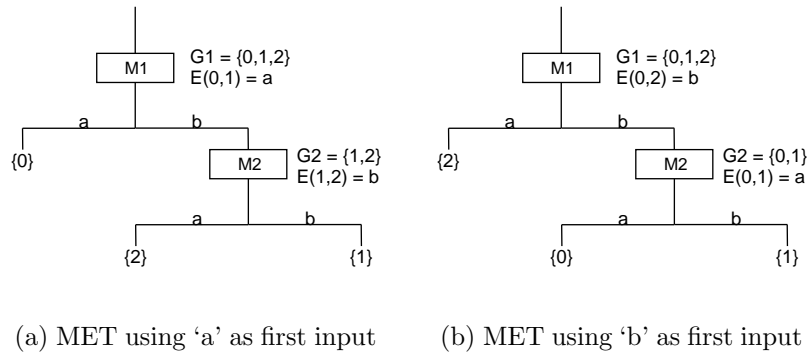 M1
G1 = {0,1,2}
E(0,1) = a
a
b
{0}
M2
G2 = {1,2}
E(1,2) = b
a
b
{2}
{1}
(a) MET using ‘a’ as first input
M1
G1 = {0,1,2}
E(0,2) = b
a
b
{2}
M2
G2 = {0,1}
E(0,1) = a
a
b
{0}
{1}
(b) MET using ‘b’ as first input